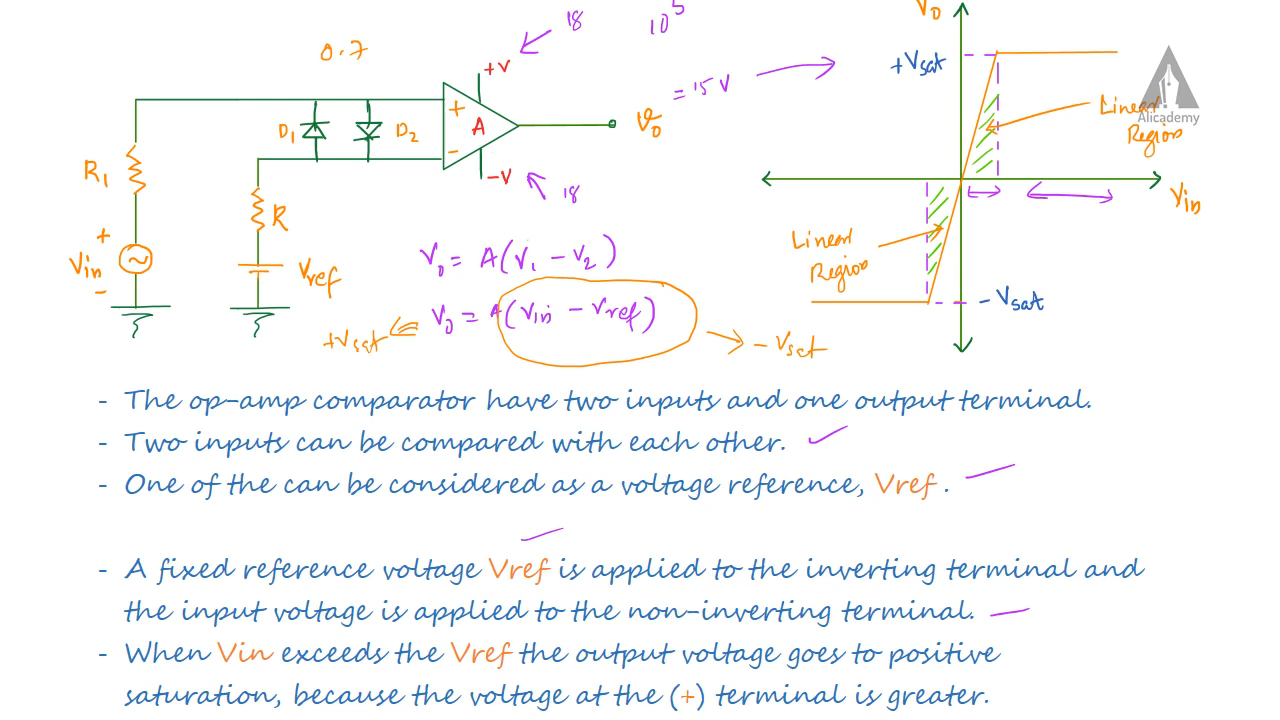 18
10⁵
V₀
0.7
+V
+Vsat
= 15 V
D₁
D₂
+
A
-
V₀
Linear
Region
Alicademy
R₁
-V
18
R
Vin
+
Vin
-
Vref
V₀ = A(V₁ - V₂)
Linear
Region
V₀ = A(Vin - Vref)
-Vsat
+Vsat
-Vsat
- The op-amp comparator have two inputs and one output terminal.
- Two inputs can be compared with each other.
- One of the can be considered as a voltage reference, Vref.
- A fixed reference voltage Vref is applied to the inverting terminal and
the input voltage is applied to the non-inverting terminal.
- When Vin exceeds the Vref the output voltage goes to positive
saturation, because the voltage at the (+) terminal is greater.